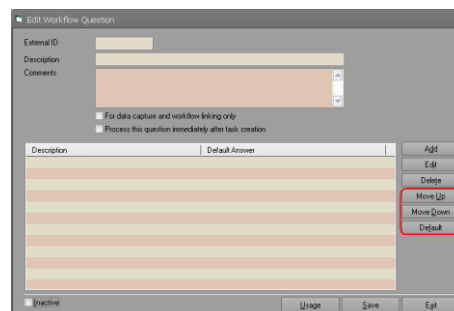 Edit Workflow Question
External ID
Description
Comments
For data capture and workflow linking only
Process this question immediately after task creation
Description Default Answer
Add
Edit
Delete
Move Up
Move Down
Default
Inactive
Usage Save Exit